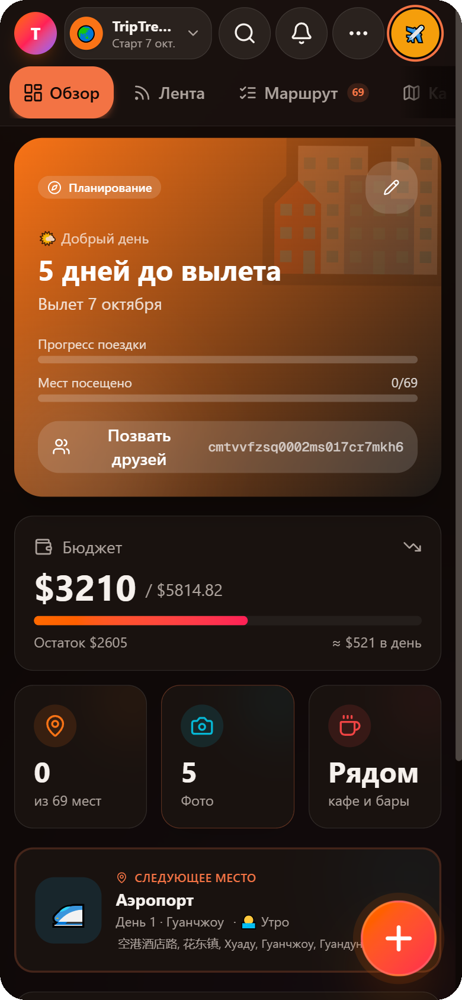 T
TripTre...
Старт 7 окт.
Обзор
Лента
Маршрут 69
Ка
Планирование
Добрый день
5 дней до вылета
Вылет 7 октября
Прогресс поездки
Мест посещено 0/69
Позвать друзей
cmtvvfzsq0002ms017cr7mkh6
Бюджет
$3210 / $5814.82
Остаток $2605 ≈ $521 в день
0
из 69 мест
5
Фото
Рядом
кафе и бары
СЛЕДУЮЩЕЕ МЕСТО
Аэропорт
День 1 · Гуанчжоу · Утро
空港酒店路, 花东镇, Хуаду, Гуанчжоу, Гуандун